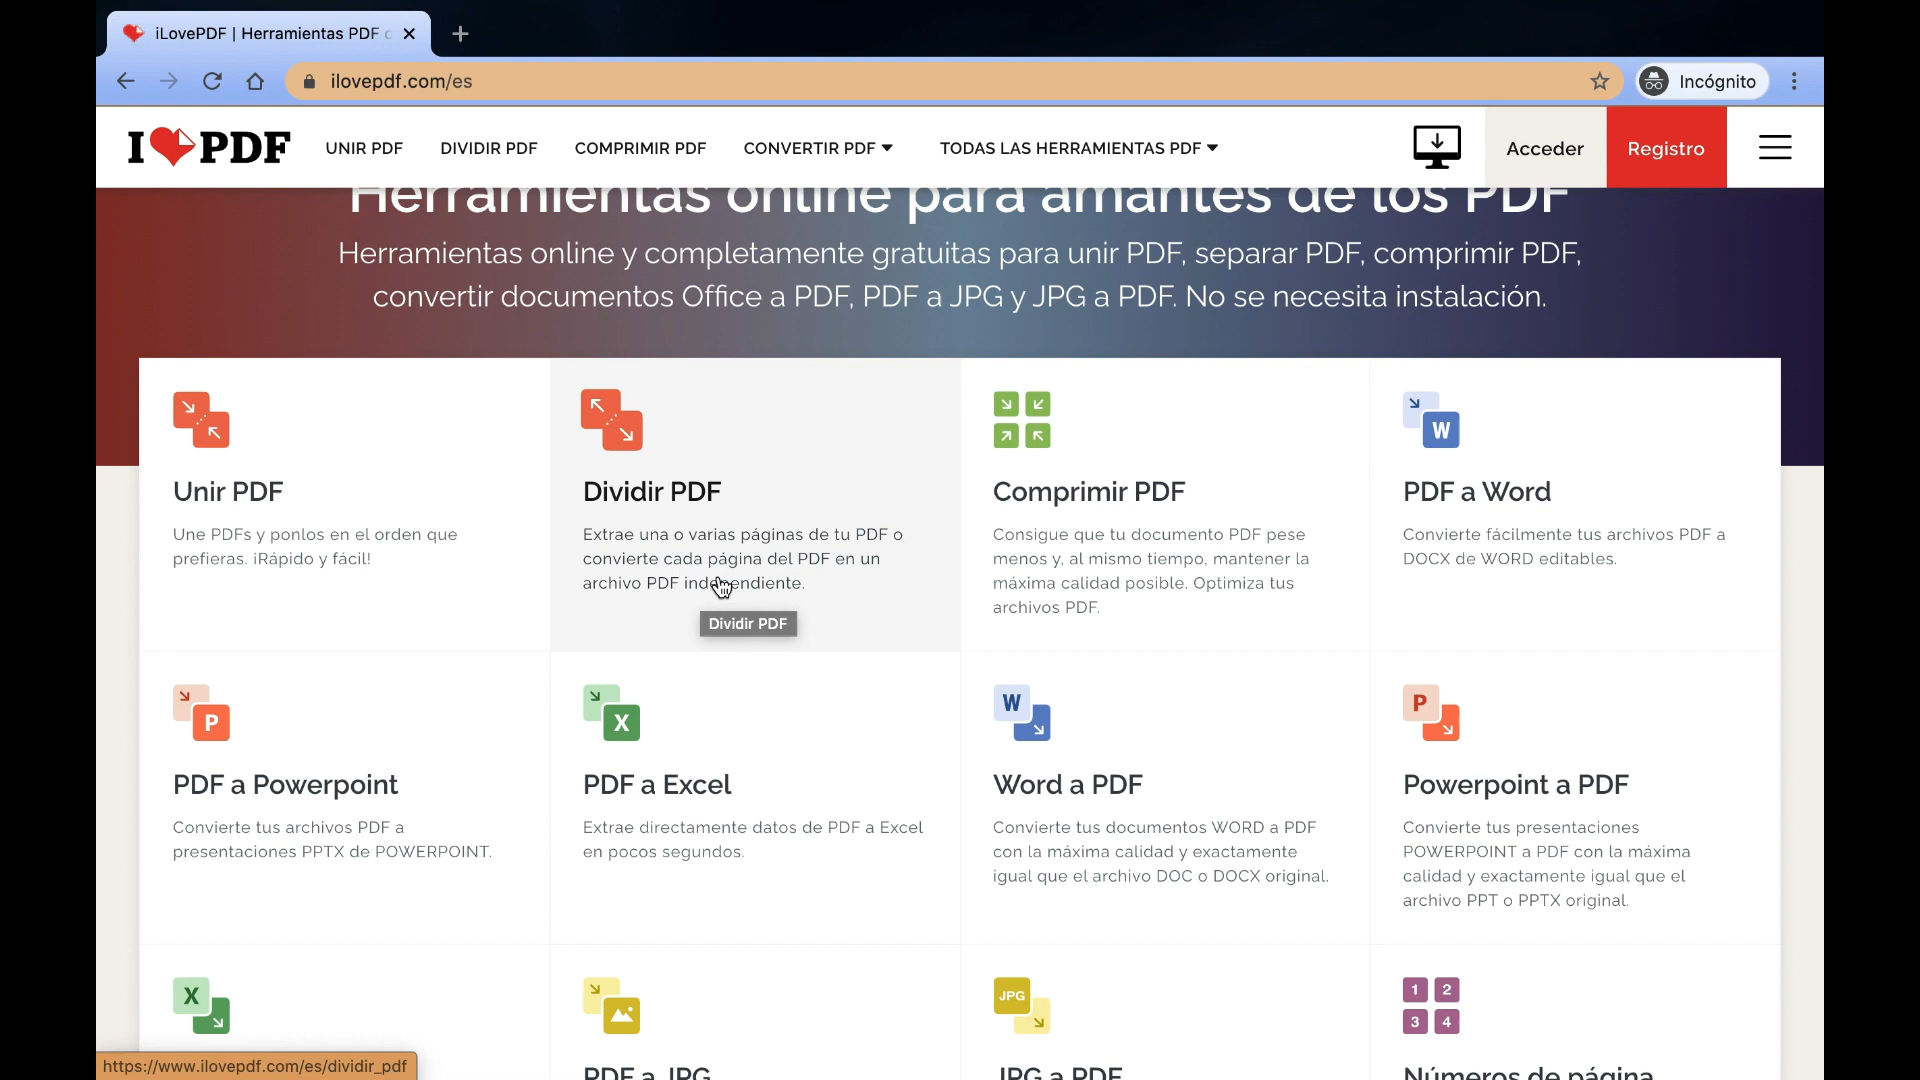 iLovePDF | Herramientas PDF
ilovepdf.com/es
Incógnito
I PDF
UNIR PDF
DIVIDIR PDF
COMPRIMIR PDF
CONVERTIR PDF
TODAS LAS HERRAMIENTAS PDF
Acceder
Registro
Herramientas online para amantes de los PDF
Herramientas online y completamente gratuitas para unir PDF, separar PDF, comprimir PDF,
convertir documentos Office a PDF, PDF a JPG y JPG a PDF. No se necesita instalación.
Unir PDF
Une PDFs y ponlos en el orden que
prefieras. ¡Rápido y fácil!
Dividir PDF
Extrae una o varias páginas de tu PDF o
convierte cada página del PDF en un
archivo PDF independiente.
Dividir PDF
Comprimir PDF
Consigue que tu documento PDF pese
menos y, al mismo tiempo, mantener la
máxima calidad posible. Optimiza tus
archivos PDF.
W
PDF a Word
Convierte fácilmente tus archivos PDF a
DOCX de WORD editables.
P
PDF a Powerpoint
Convierte tus archivos PDF a
presentaciones PPTX de POWERPOINT.
X
PDF a Excel
Extrae directamente datos de PDF a Excel
en pocos segundos.
W
Word a PDF
Convierte tus documentos WORD a PDF
con la máxima calidad y exactamente
igual que el archivo DOC o DOCX original.
P
Powerpoint a PDF
Convierte tus presentaciones
POWERPOINT a PDF con la máxima
calidad y exactamente igual que el
archivo PPT o PPTX original.
X
PDF a JPG
JPG
JPG a PDF
1 2
3 4
Números de página
https://www.ilovepdf.com/es/dividir_pdf